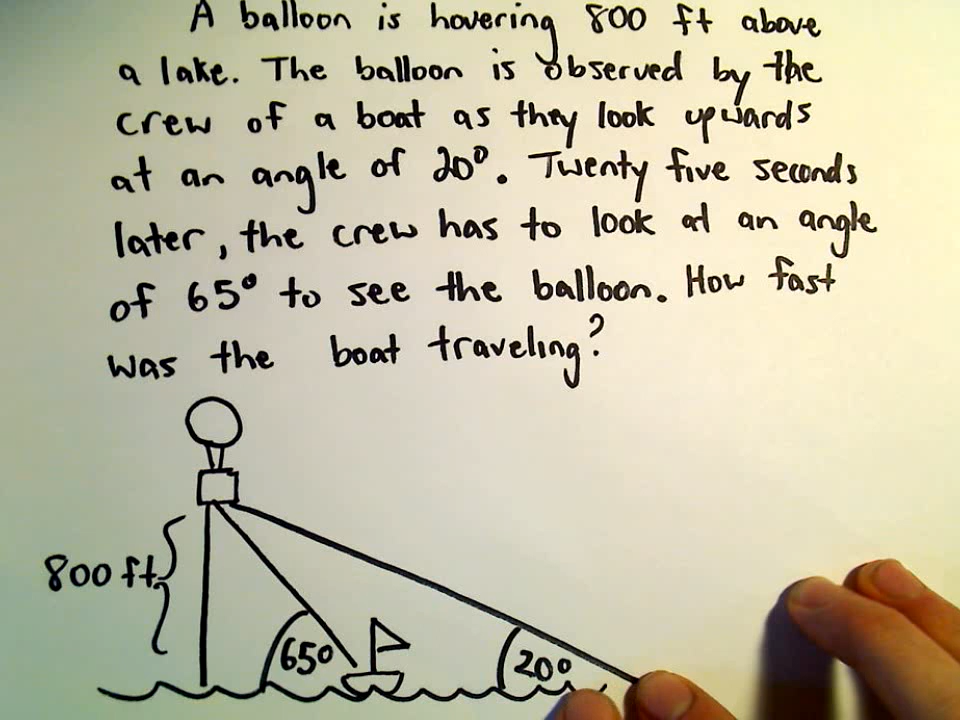 A balloon is hovering 800 ft above
a lake. The balloon is observed by the
crew of a boat as they look upwards
at an angle of 20°. Twenty five seconds
later, the crew has to look at an angle
of 65° to see the balloon. How fast
was the boat traveling?
800 ft
65°
20°